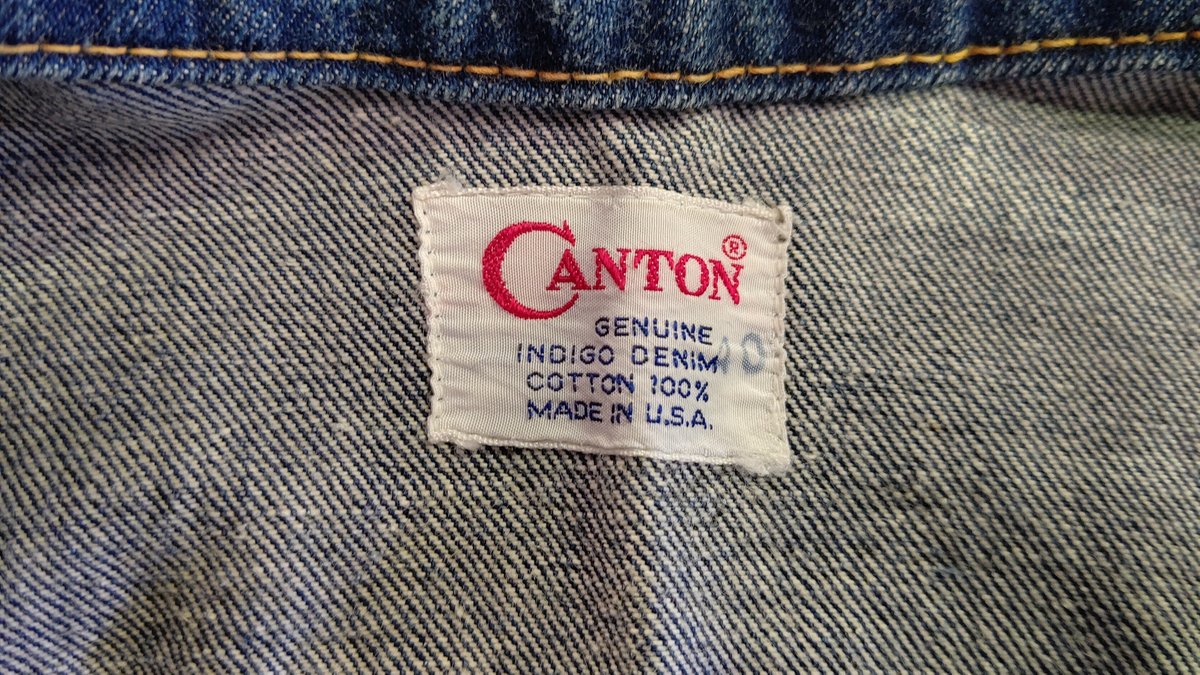 CANTON®
GENUINE
INDIGO DENIM
COTTON 100%
MADE IN U.S.A.